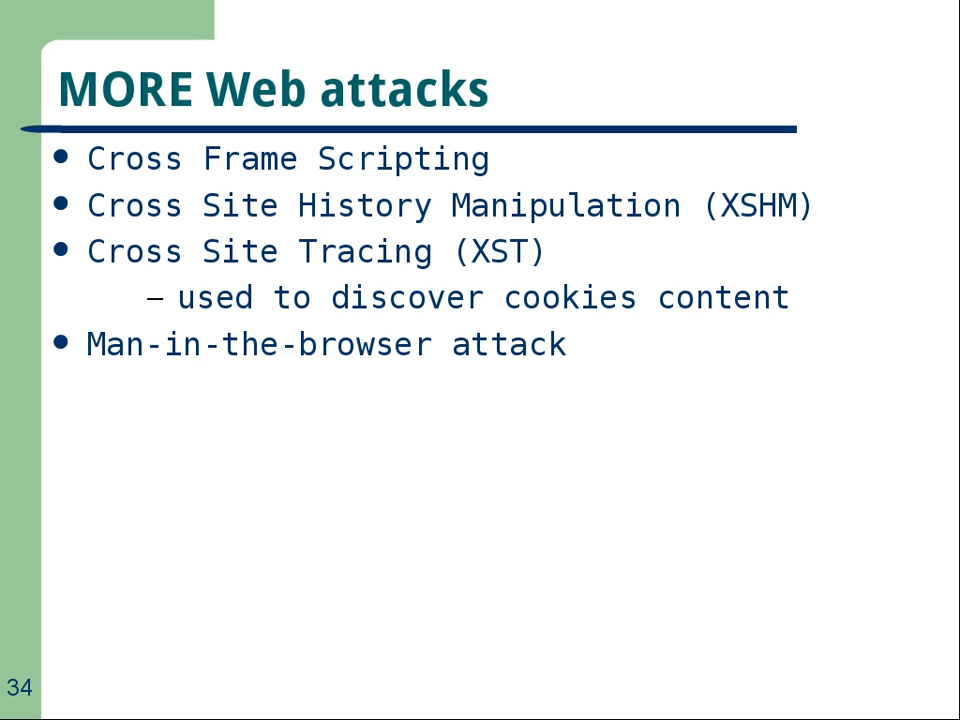 MORE Web attacks
● Cross Frame Scripting
● Cross Site History Manipulation (XSHM)
● Cross Site Tracing (XST)
– used to discover cookies content
● Man-in-the-browser attack
34